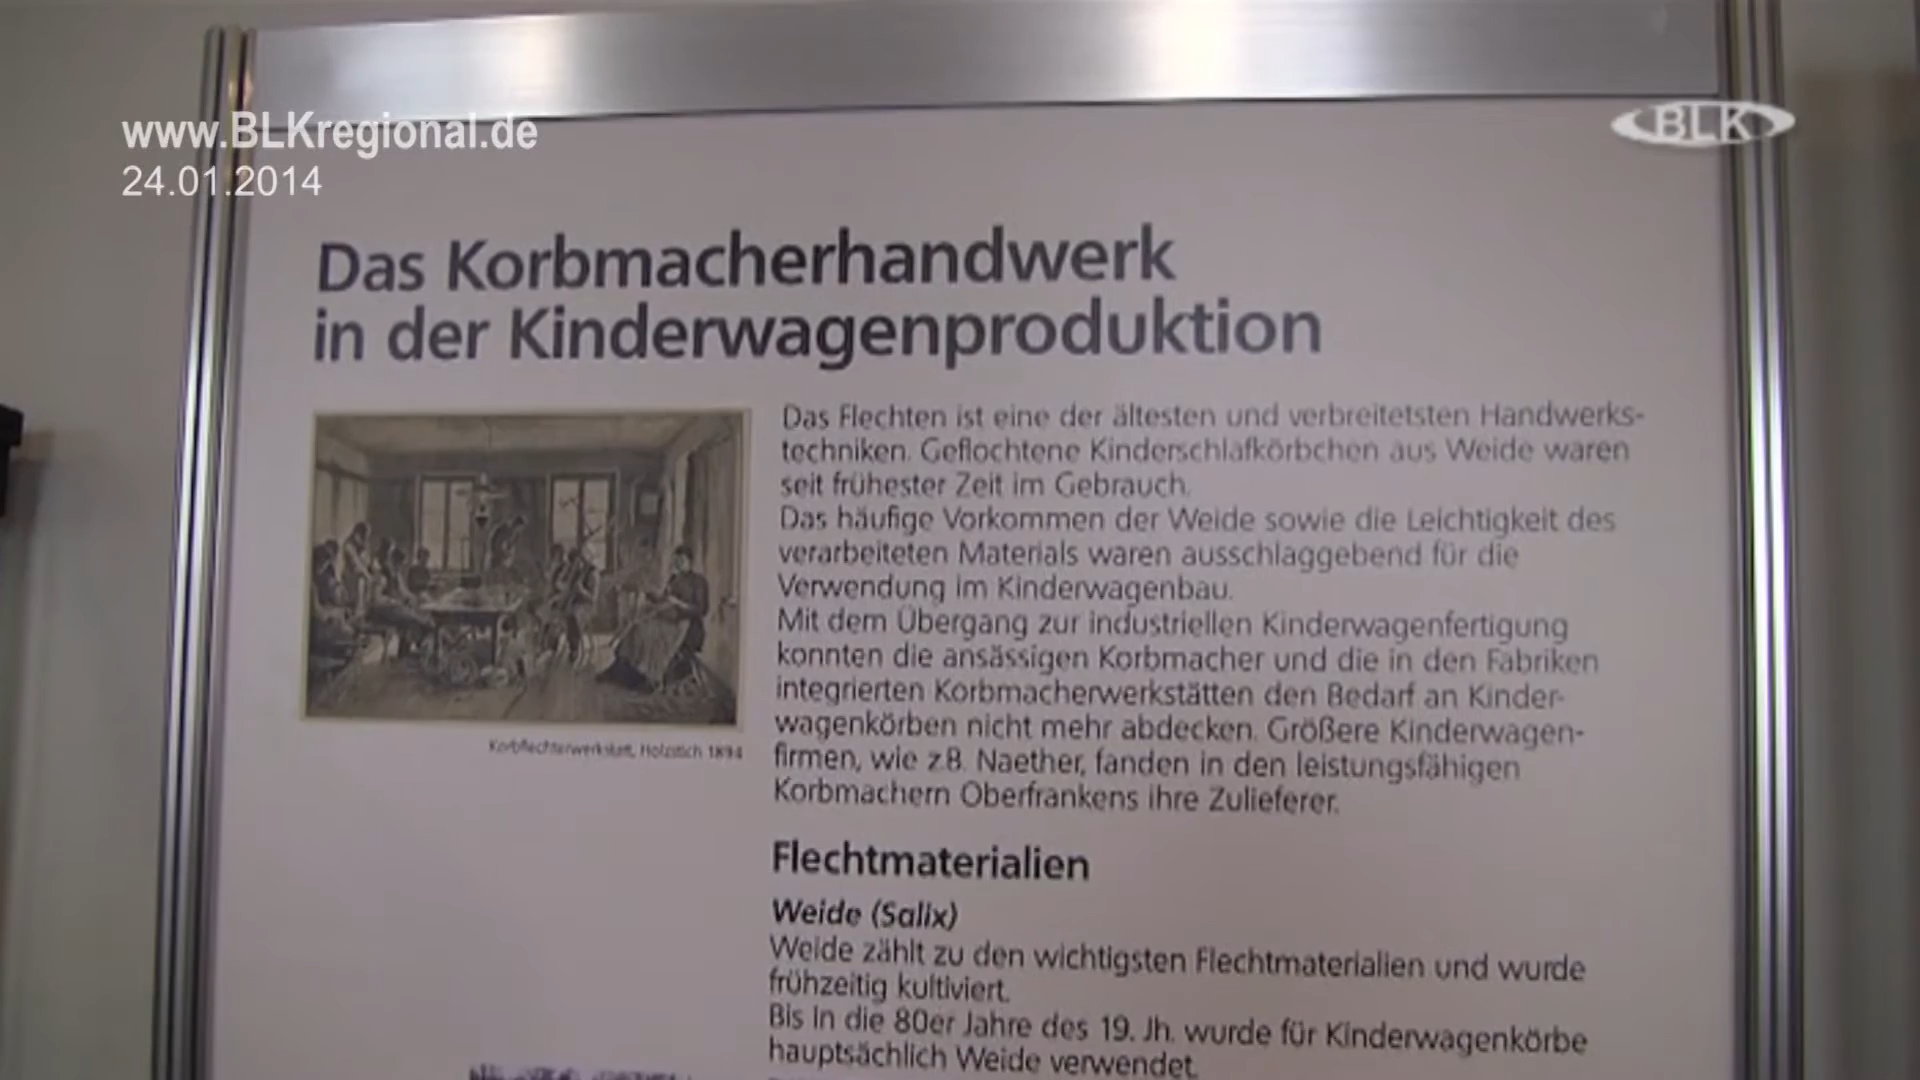 www.BLKregional.de
24.01.2014
BLK
Das Korbmacherhandwerk
in der Kinderwagenproduktion
Das Flechten ist eine der ältesten und verbreitetsten Handwerks-
techniken. Geflochtene Kinderschlafkörbchen aus Weide waren
seit frühester Zeit im Gebrauch.
Das häufige Vorkommen der Weide sowie die Leichtigkeit des
verarbeiteten Materials waren ausschlaggebend für die
Verwendung im Kinderwagenbau.
Mit dem Übergang zur industriellen Kinderwagenfertigung
konnten die ansässigen Korbmacher und die in den Fabriken
integrierten Korbmacherwerkstätten den Bedarf an Kinder-
wagenkörben nicht mehr abdecken. Größere Kinderwagen-
firmen, wie z.B. Naether, fanden in den leistungsfähigen
Korbmachern Oberfrankens ihre Zulieferer.
Korbflechterwerkstatt, Holzstich 1894
Flechtmaterialien
Weide (Salix)
Weide zählt zu den wichtigsten Flechtmaterialien und wurde
frühzeitig kultiviert.
Bis in die 80er Jahre des 19. Jh. wurde für Kinderwagenkörbe
hauptsächlich Weide verwendet.